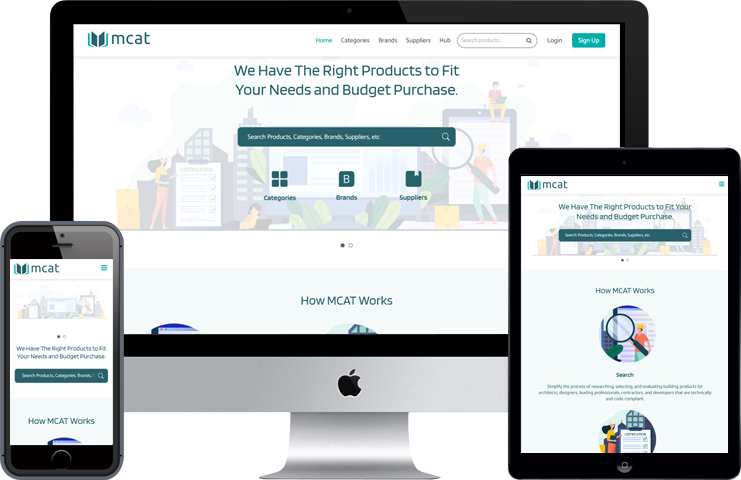 mcat
Home Categories Brands Suppliers Hub Search products... Login Sign Up
We Have The Right Products to Fit
Your Needs and Budget Purchase.
Search Products, Categories, Brands, Suppliers, etc
CERTIFICATION
B
Categories Brands Suppliers
How MCAT Works
mcat
We Have The Right Products to Fit
Your Needs and Budget Purchase.
Search Products, Categories, Brands, S
How MCAT Works
mcat
We Have The Right Products to Fit Your
Needs and Budget Purchase.
Search Products, Categories, Brands, Suppliers, etc
How MCAT Works
Search
Simplify the process of researching, selecting, and evaluating building products for
architects, designers, leading professionals, contractors, and developers that are technically
and code compliant.
CERTIFICATION